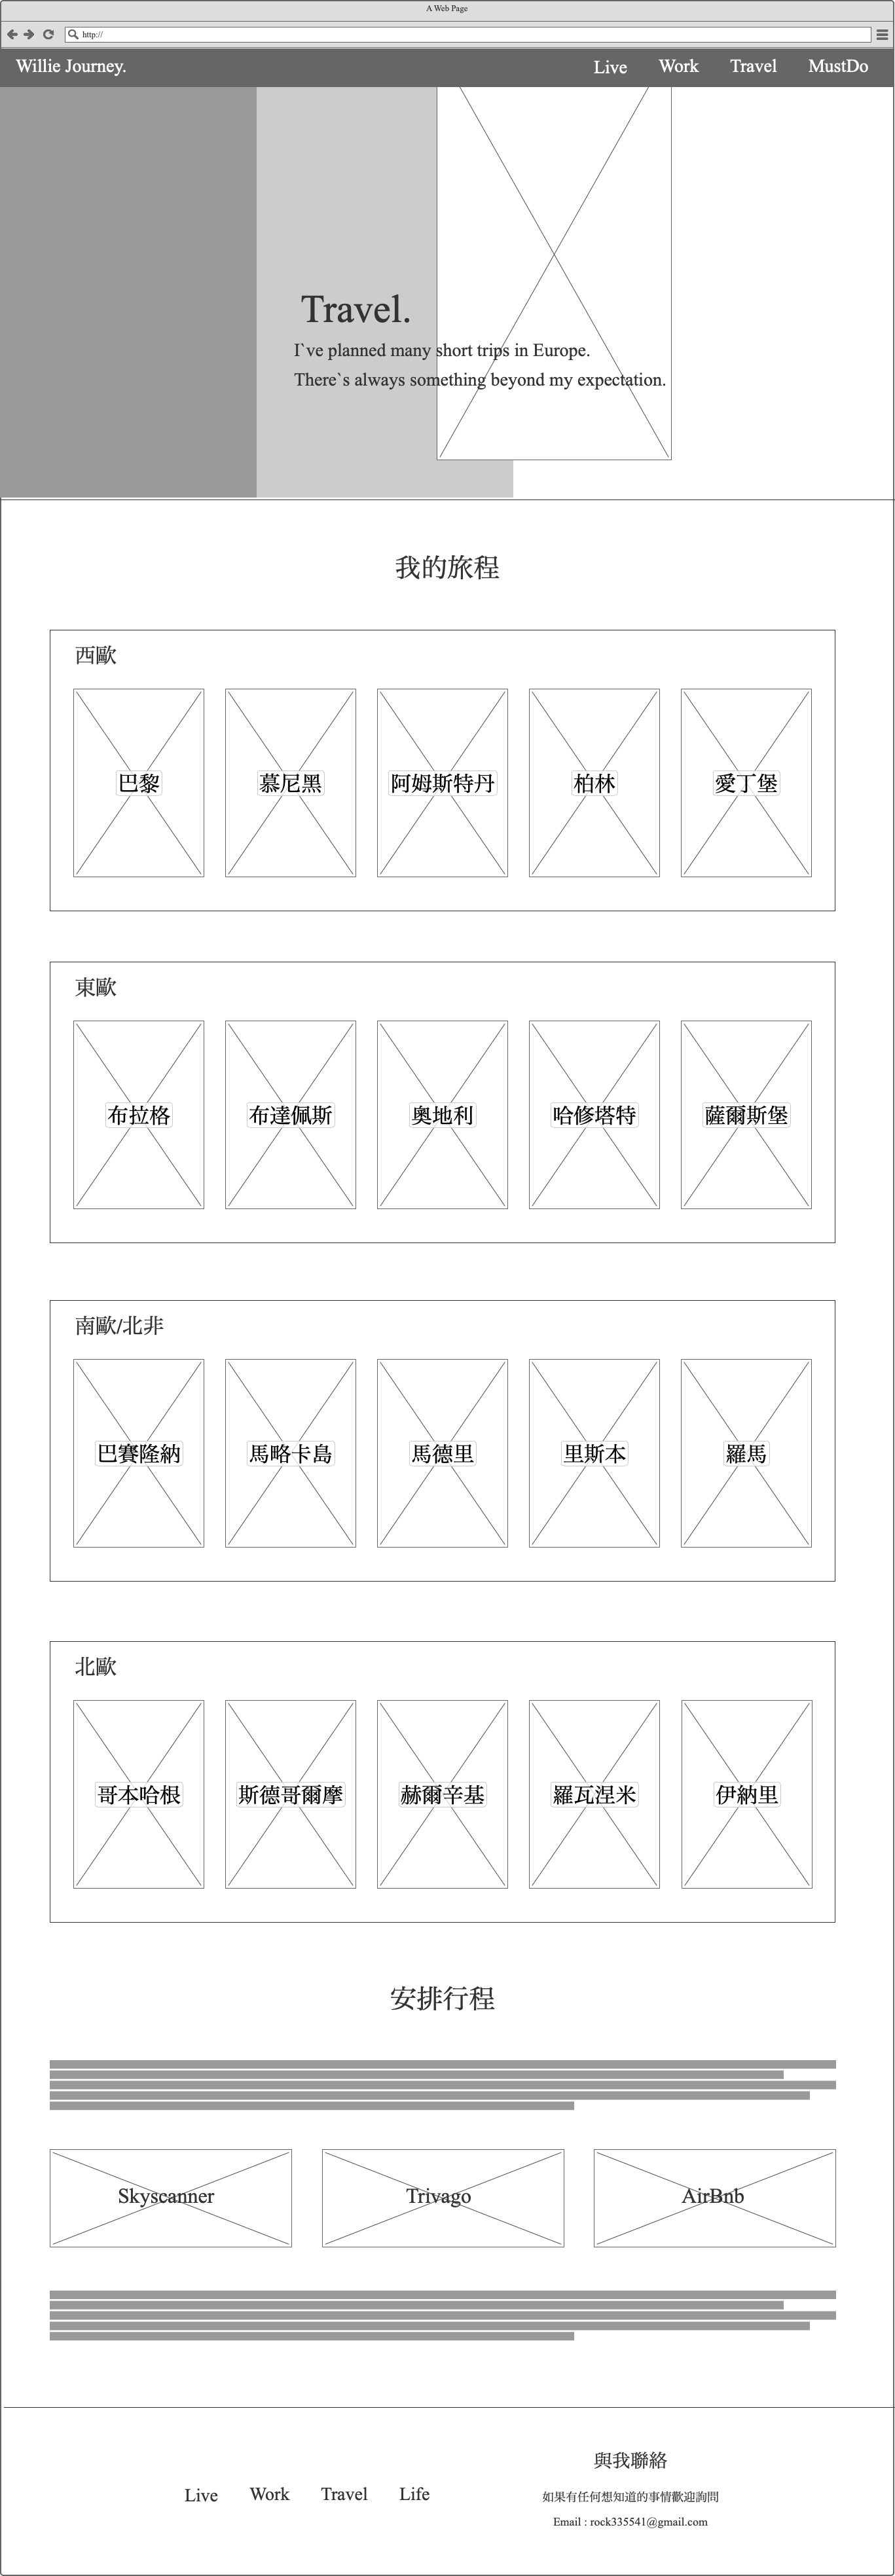 A Web Page
http://
Willie Journey.
Live Work Travel MustDo
Travel.
I`ve planned many short trips in Europe.
There`s always something beyond my expectation.
我的旅程
西歐
巴黎 慕尼黑 阿姆斯特丹 柏林 愛丁堡
東歐
布拉格 布達佩斯 奧地利 哈修塔特 薩爾斯堡
南歐/北非
巴賽隆納 馬略卡島 馬德里 里斯本 羅馬
北歐
哥本哈根 斯德哥爾摩 赫爾辛基 羅瓦涅米 伊納里
安排行程
Skyscanner Trivago AirBnb
Live Work Travel Life
與我聯絡
如果有任何想知道的事情歡迎詢問
Email : rock335541@gmail.com